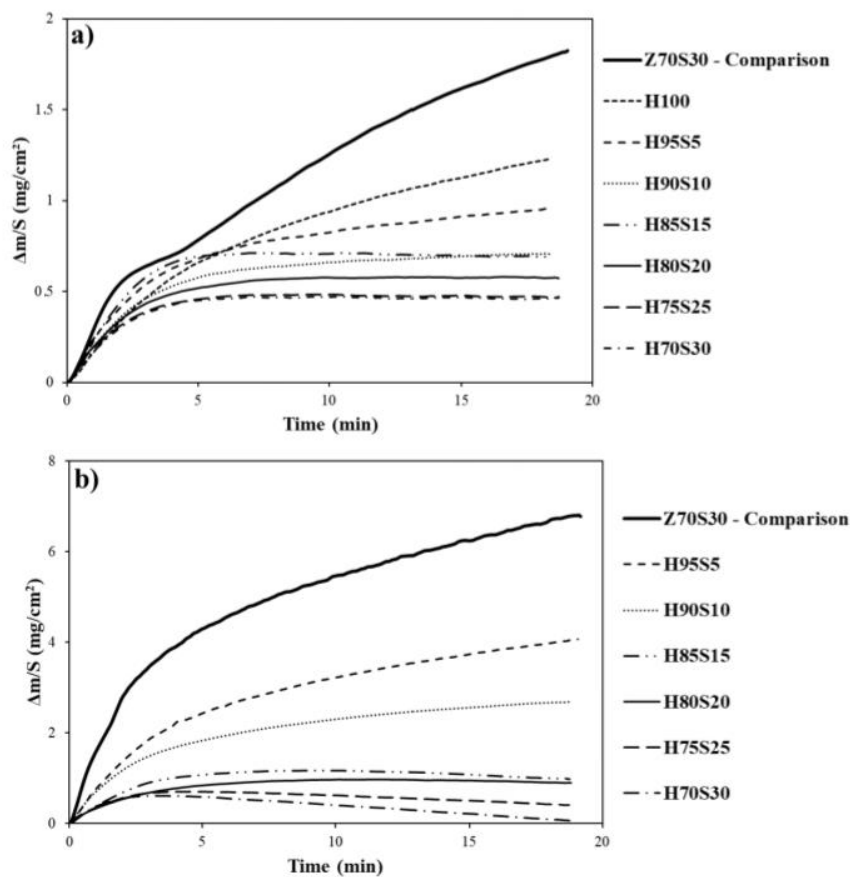 a)
Δm/S (mg/cm²)
2
1.5
1
0.5
0
0 5 10 15 20
Time (min)
Z70S30 - Comparison
H100
H95S5
H90S10
H85S15
H80S20
H75S25
H70S30
b)
Δm/S (mg/cm²)
8
6
4
2
0
0 5 10 15 20
Time (min)
Z70S30 - Comparison
H95S5
H90S10
H85S15
H80S20
H75S25
H70S30